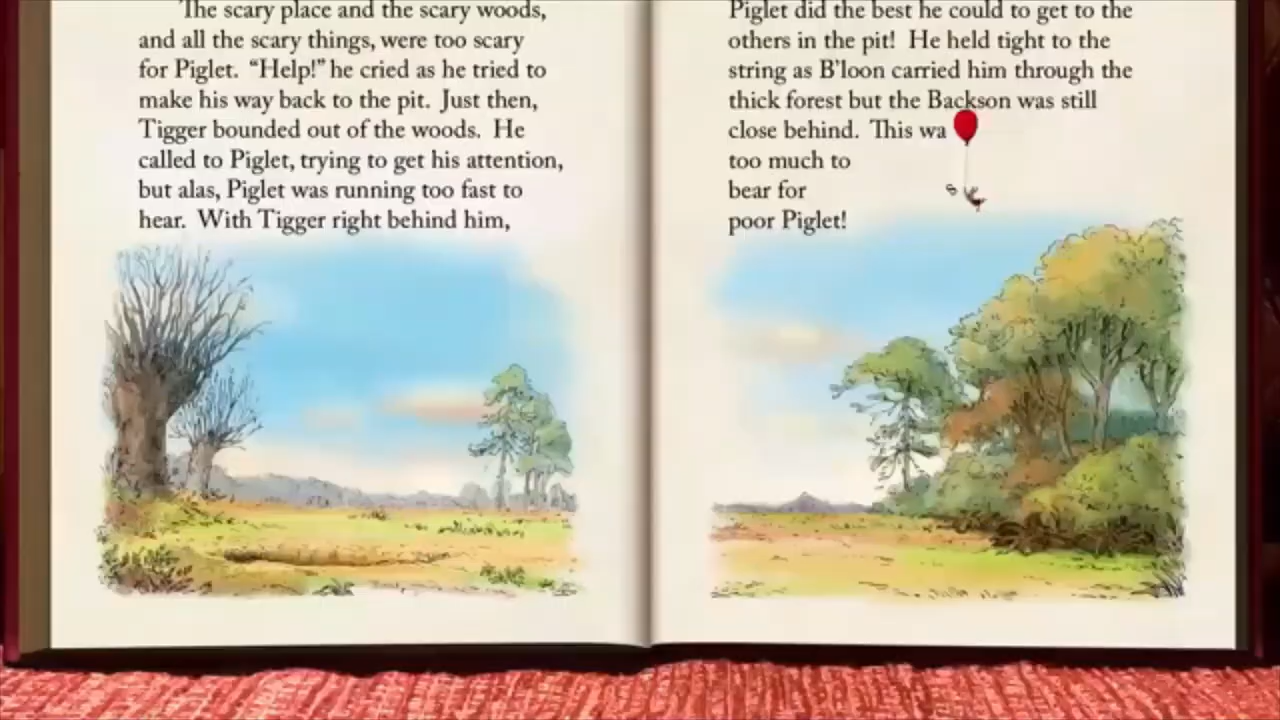 The scary place and the scary woods,
and all the scary things, were too scary
for Piglet. “Help!” he cried as he tried to
make his way back to the pit. Just then,
Tigger bounded out of the woods. He
called to Piglet, trying to get his attention,
but alas, Piglet was running too fast to
hear. With Tigger right behind him,
Piglet did the best he could to get to the
others in the pit! He held tight to the
string as B’loon carried him through the
thick forest but the Backson was still
close behind. This wa
too much to
bear for
poor Piglet!